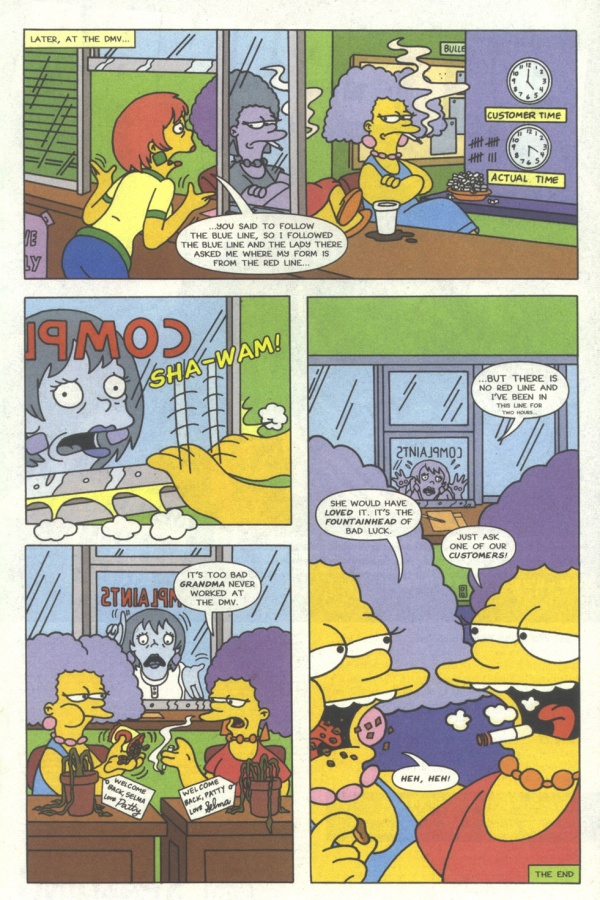 LATER, AT THE DMV...
BULLE
CUSTOMER TIME
ACTUAL TIME
...YOU SAID TO FOLLOW
THE BLUE LINE, SO I FOLLOWED
THE BLUE LINE AND THE LADY THERE
ASKED ME WHERE MY FORM IS
FROM THE RED LINE...
VE
LY
COMPL
SHA-WAM!
IT'S TOO BAD
GRANDMA NEVER
WORKED AT
THE DMV.
MPLAINTS
WELCOME
BACK, SELMA
LOVE Patty
WELCOME
BACK, PATTY
LOVE Selma
...BUT THERE IS
NO RED LINE AND
I'VE BEEN IN
THIS LINE FOR
TWO HOURS...
COMPLAINTS
SHE WOULD HAVE
LOVED IT. IT'S THE
FOUNTAINHEAD OF
BAD LUCK.
JUST ASK
ONE OF OUR
CUSTOMERS!
HEH, HEH!
THE END